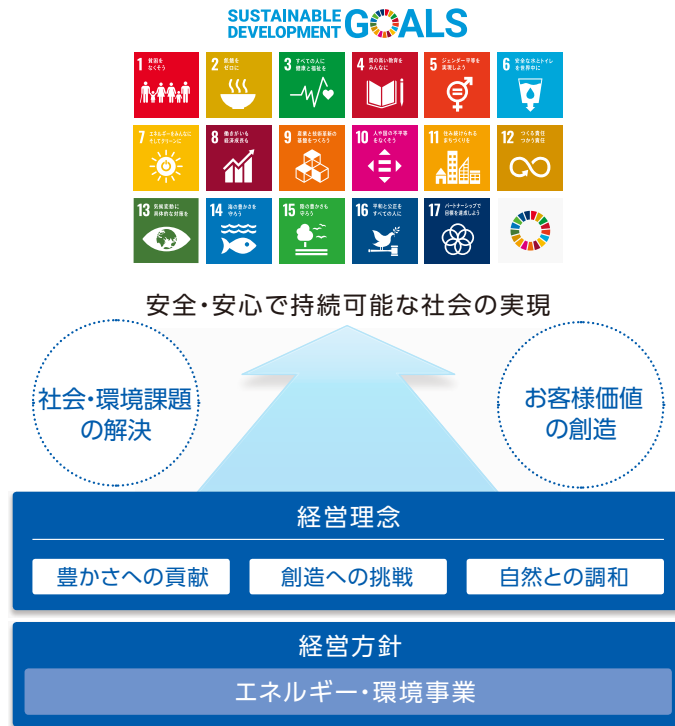 SUSTAINABLE
DEVELOPMENT GOALS
1 貧困を
なくそう
2 飢餓を
ゼロに
3 すべての人に
健康と福祉を
4 質の高い教育を
みんなに
5 ジェンダー平等を
実現しよう
6 安全な水とトイレ
を世界中に
7 エネルギーをみんなに
そしてクリーンに
8 働きがいも
経済成長も
9 産業と技術革新の
基盤をつくろう
10 人や国の不平等
をなくそう
11 住み続けられる
まちづくりを
12 つくる責任
つかう責任
13 気候変動に
具体的な対策を
14 海の豊かさを
守ろう
15 陸の豊かさも
守ろう
16 平和と公正を
すべての人に
17 パートナーシップで
目標を達成しよう
安全・安心で持続可能な社会の実現
社会・環境課題
の解決
お客様価値
の創造
経営理念
豊かさへの貢献
創造への挑戦
自然との調和
経営方針
エネルギー・環境事業